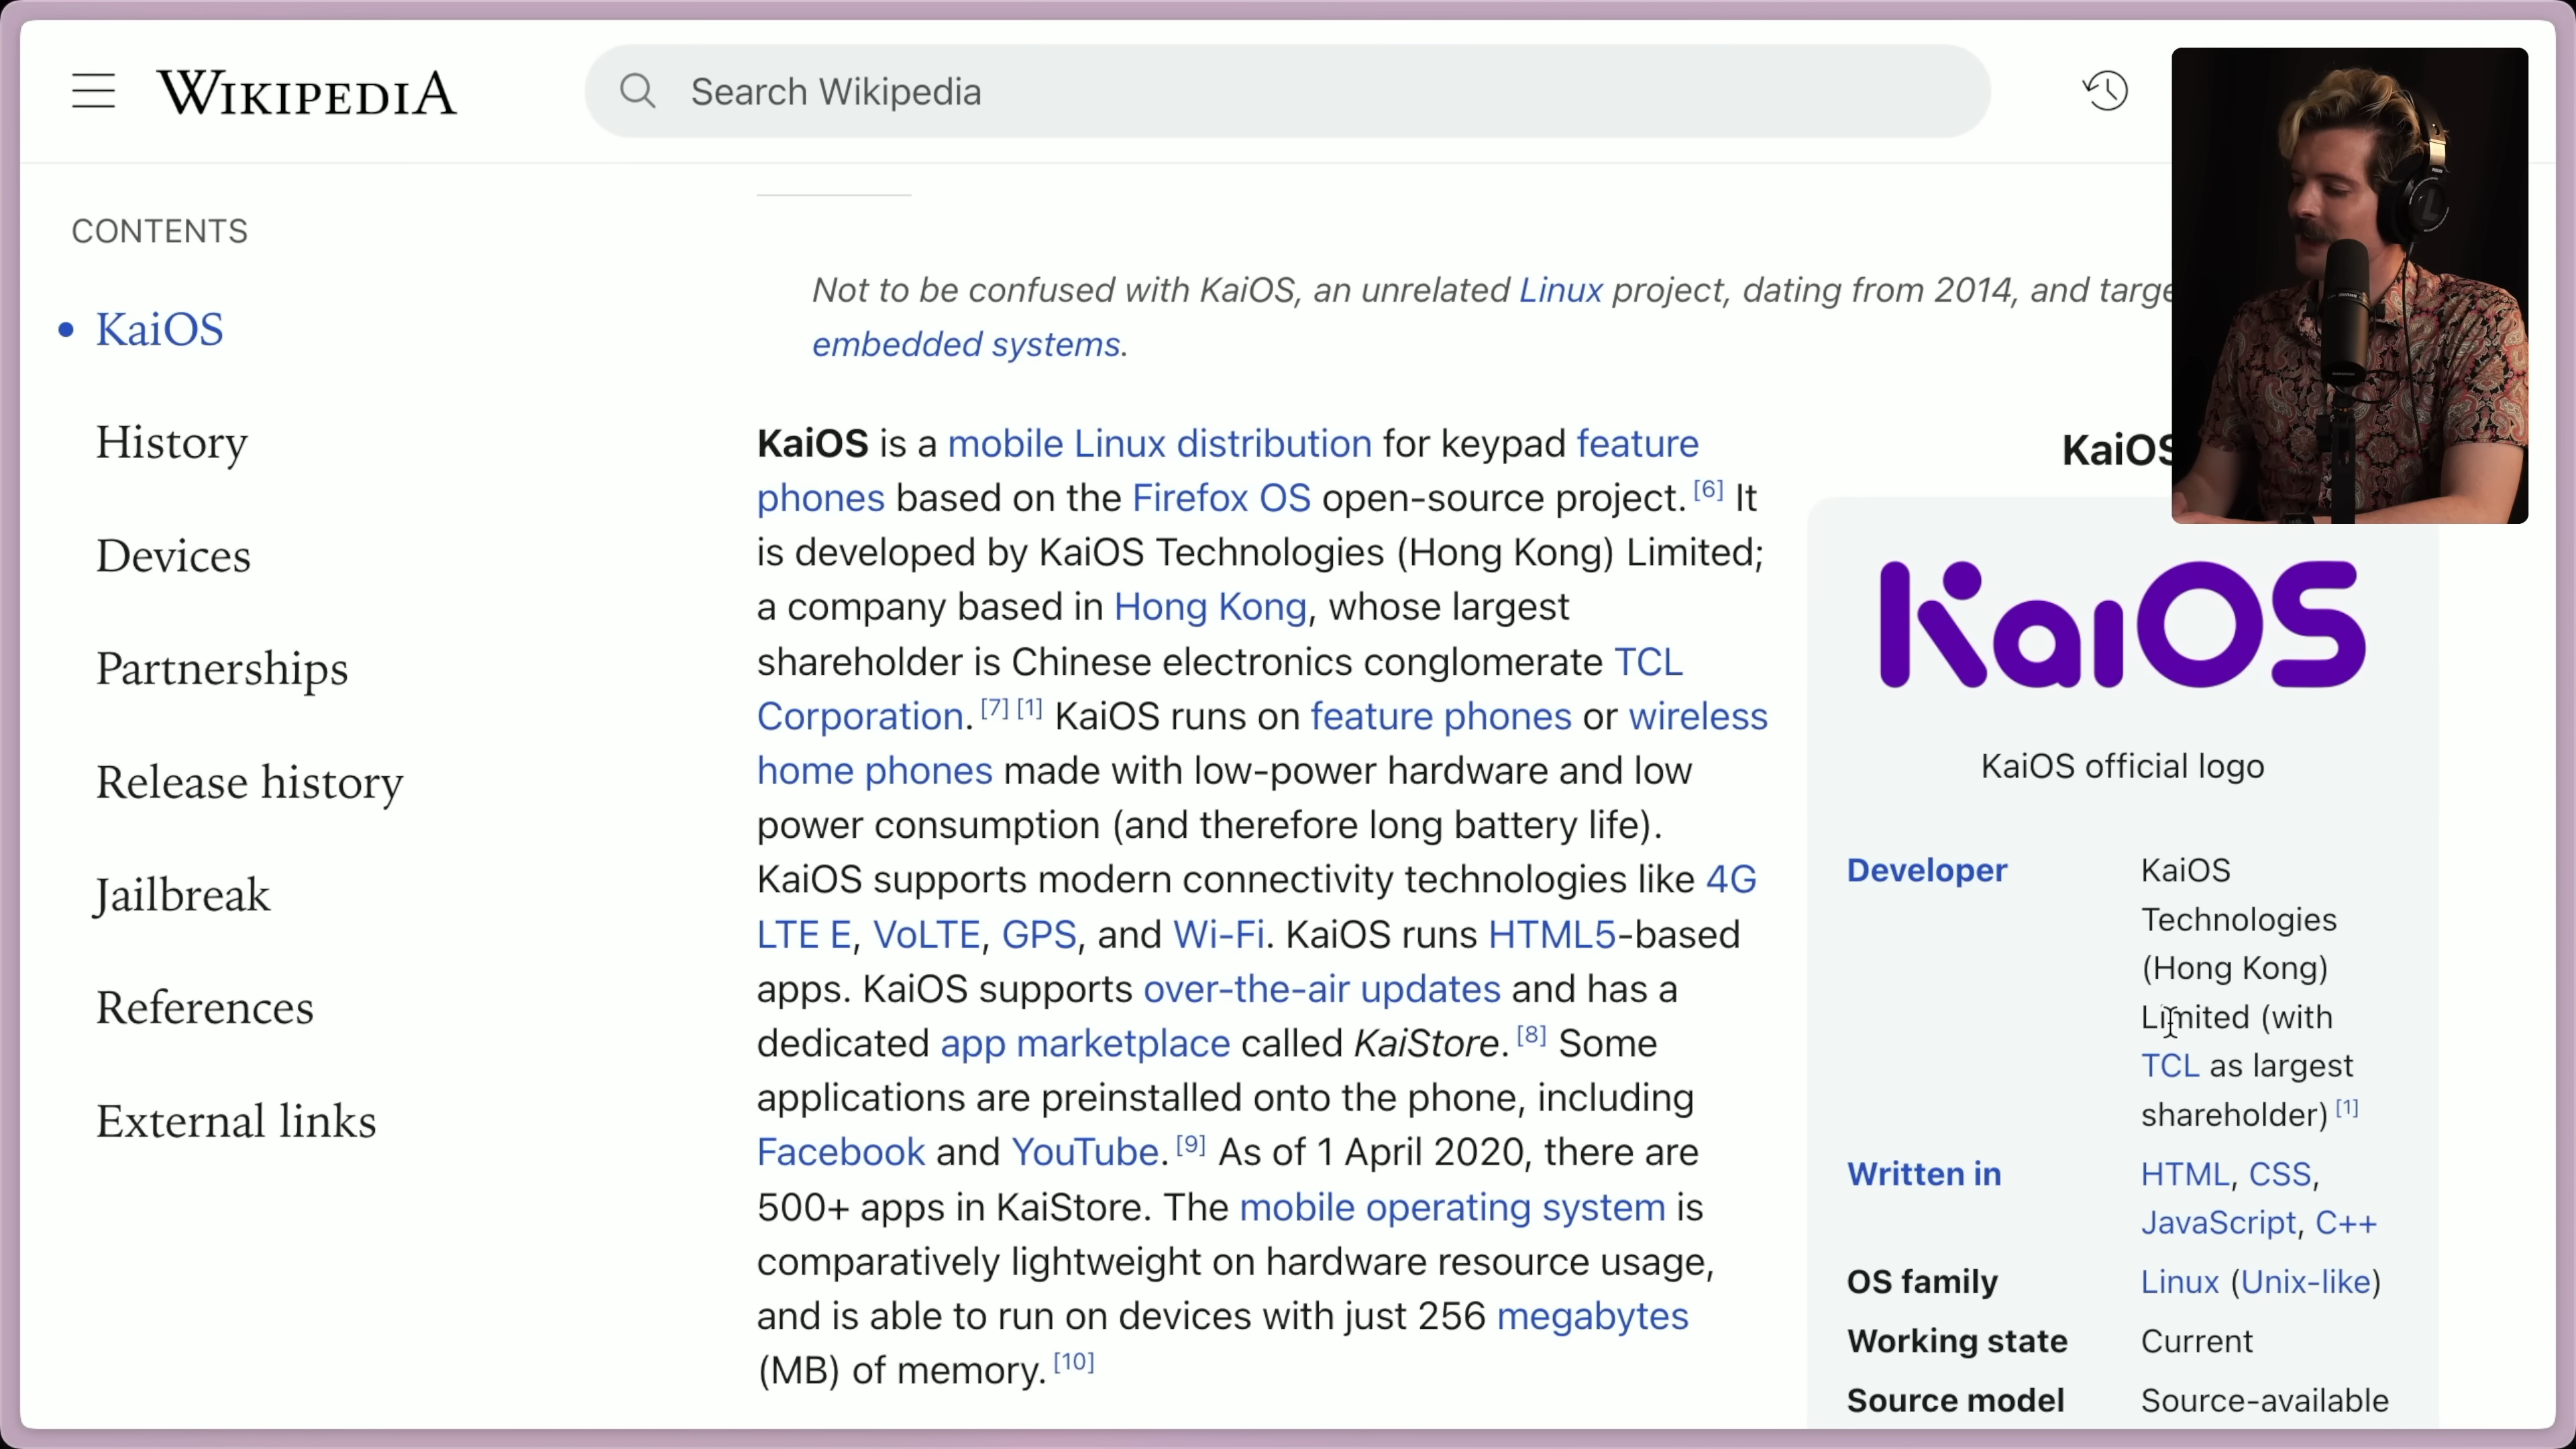 WIKIPEDIA
Search Wikipedia
CONTENTS
KaiOS
History
Devices
Partnerships
Release history
Jailbreak
References
External links
Not to be confused with KaiOS, an unrelated Linux project, dating from 2014, and
embedded systems.
KaiOS is a mobile Linux distribution for keypad feature
phones based on the Firefox OS open-source project. [6] It
is developed by KaiOS Technologies (Hong Kong) Limited;
a company based in Hong Kong, whose largest
shareholder is Chinese electronics conglomerate TCL
Corporation. [7] [1] KaiOS runs on feature phones or wireless
home phones made with low-power hardware and low
power consumption (and therefore long battery life).
KaiOS supports modern connectivity technologies like 4G
LTE E, VoLTE, GPS, and Wi-Fi. KaiOS runs HTML5-based
apps. KaiOS supports over-the-air updates and has a
dedicated app marketplace called KaiStore. [8] Some
applications are preinstalled onto the phone, including
Facebook and YouTube. [9] As of 1 April 2020, there are
500+ apps in KaiStore. The mobile operating system is
comparatively lightweight on hardware resource usage,
and is able to run on devices with just 256 megabytes
(MB) of memory. [10]
KaiOS
KaiOS
KaiOS official logo
Developer KaiOS
Technologies
(Hong Kong)
Limited (with
TCL as largest
shareholder) [1]
Written in HTML, CSS,
JavaScript, C++
OS family Linux (Unix-like)
Working state Current
Source model Source-available